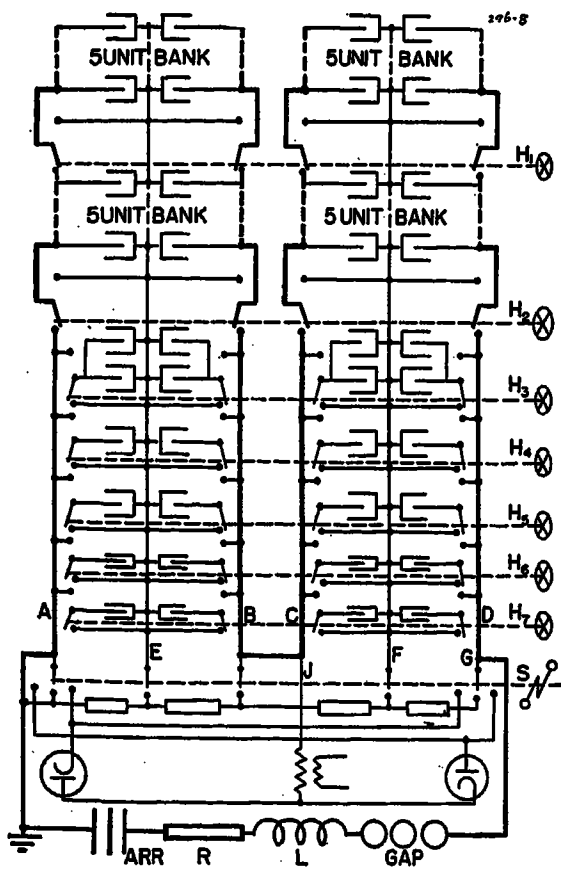 296-8
5UNIT BANK 5UNIT BANK
H1
5UNIT BANK 5UNIT BANK
H2
H3
H4
H5
H6
A B C D H7
E J F G S
ARR R L GAP